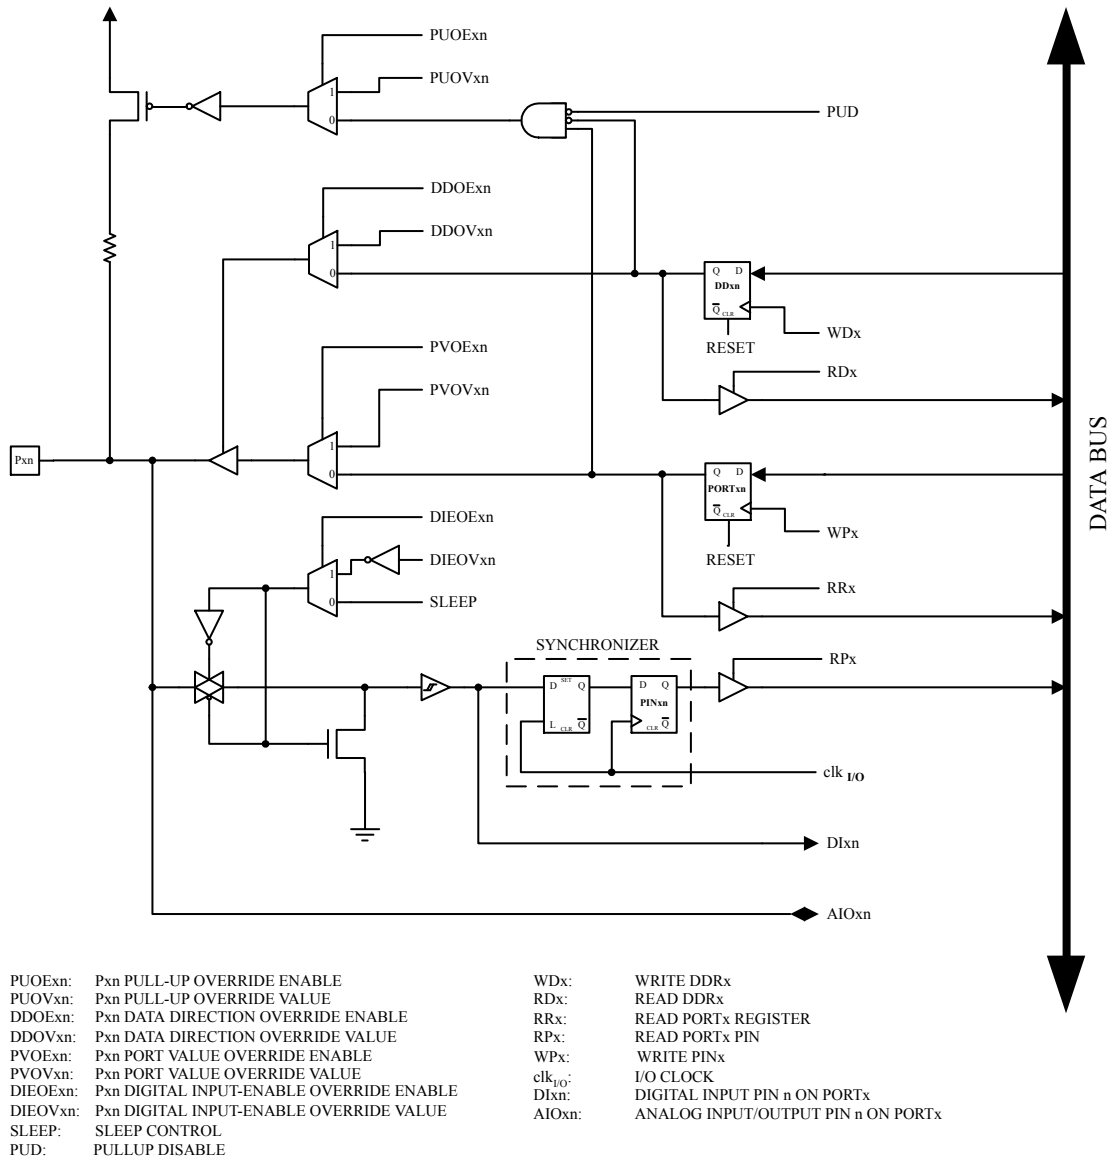 PUOExn
PUOVxn
1
0
PUD
DDOExn
DDOVxn
1
0
Q D
DDxn
Q CLR
WDx
RESET
PVOExn
RDx
PVOVxn
1
0
Pxn
Q D
PORTxn
Q CLR
WPx
RESET
DATA BUS
DIEOExn
DIEOVxn
1
0
SLEEP
RRx
SYNCHRONIZER
RPx
D SET Q
L CLR Q
D Q
PINxn
CLR Q
clk I/O
DIxn
AIOxn
PUOExn: Pxn PULL-UP OVERRIDE ENABLE
PUOVxn: Pxn PULL-UP OVERRIDE VALUE
DDOExn: Pxn DATA DIRECTION OVERRIDE ENABLE
DDOVxn: Pxn DATA DIRECTION OVERRIDE VALUE
PVOExn: Pxn PORT VALUE OVERRIDE ENABLE
PVOVxn: Pxn PORT VALUE OVERRIDE VALUE
DIEOExn: Pxn DIGITAL INPUT-ENABLE OVERRIDE ENABLE
DIEOVxn: Pxn DIGITAL INPUT-ENABLE OVERRIDE VALUE
SLEEP: SLEEP CONTROL
PUD: PULLUP DISABLE
WDx: WRITE DDRx
RDx: READ DDRx
RRx: READ PORTx REGISTER
RPx: READ PORTx PIN
WPx: WRITE PINx
clkI/O: I/O CLOCK
DIxn: DIGITAL INPUT PIN n ON PORTx
AIOxn: ANALOG INPUT/OUTPUT PIN n ON PORTx